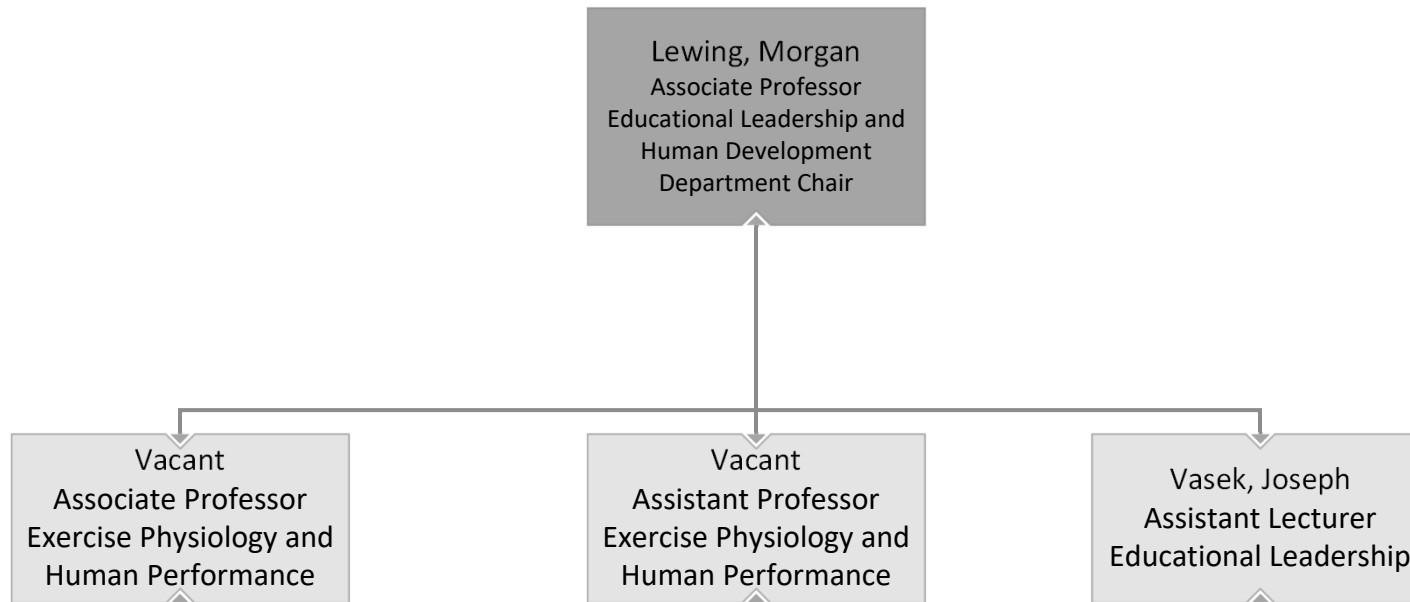 Lewing, Morgan
Associate Professor
Educational Leadership and
Human Development
Department Chair
Vacant
Associate Professor
Exercise Physiology and
Human Performance
Vacant
Assistant Professor
Exercise Physiology and
Human Performance
Vasek, Joseph
Assistant Lecturer
Educational Leadership